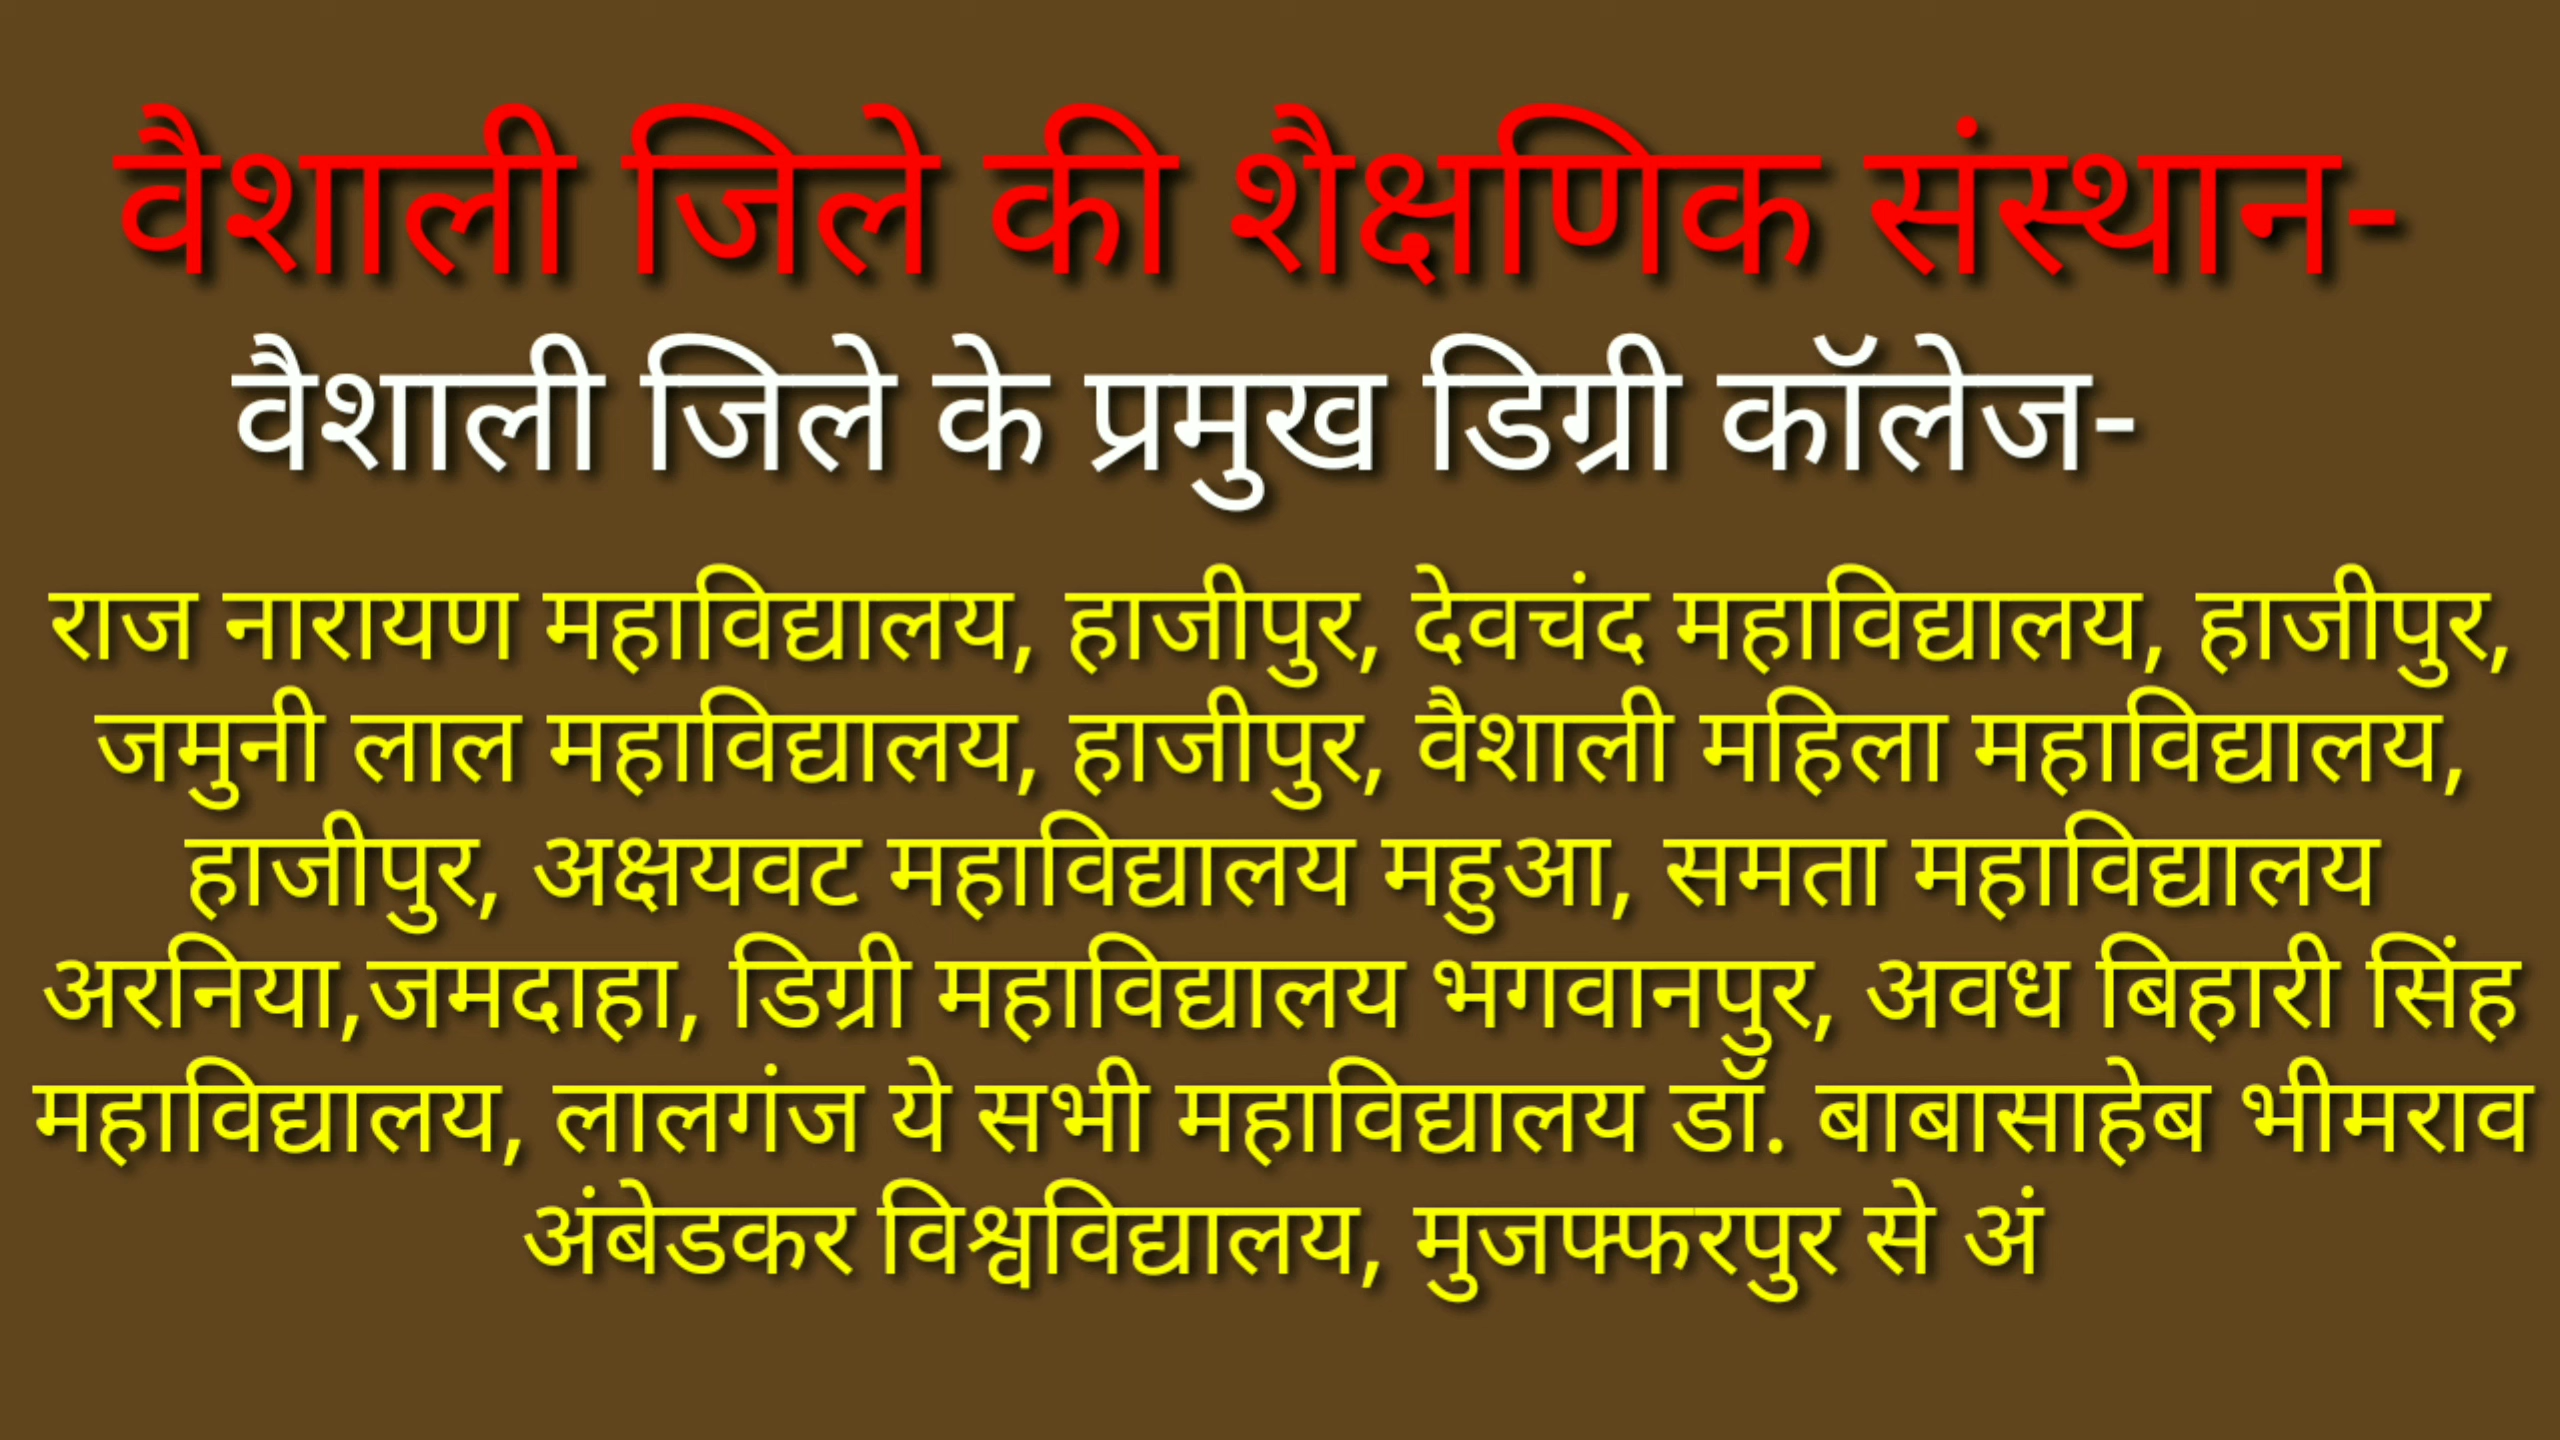 वैशाली जिले की शैक्षणिक संस्थान-
वैशाली जिले के प्रमुख डिग्री कॉलेज-
राज नारायण महाविद्यालय, हाजीपुर, देवचंद महाविद्यालय, हाजीपुर,
जमुनी लाल महाविद्यालय, हाजीपुर, वैशाली महिला महाविद्यालय,
हाजीपुर, अक्षयवट महाविद्यालय महुआ, समता महाविद्यालय
अरनिया,जमदाहा, डिग्री महाविद्यालय भगवानपुर, अवध बिहारी सिंह
महाविद्यालय, लालगंज ये सभी महाविद्यालय डॉ. बाबासाहेब भीमराव
अंबेडकर विश्वविद्यालय, मुजफ्फरपुर से अं